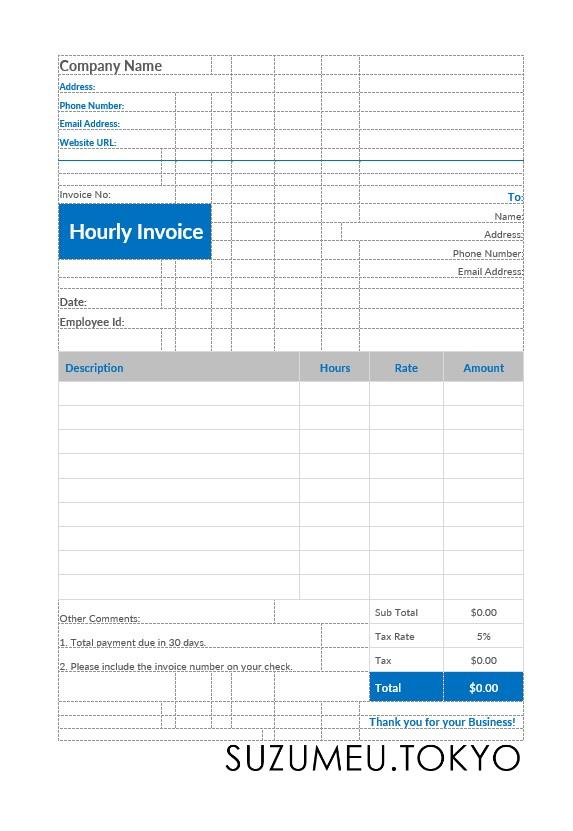 Company Name
Address:
Phone Number:
Email Address:
Website URL:
Invoice No:
To:
Hourly Invoice
Name:
Address:
Phone Number:
Email Address:
Date:
Employee Id:
Description Hours Rate Amount
Sub Total $0.00
Other Comments:
Tax Rate 5%
1. Total payment due in 30 days.
Tax $0.00
2. Please include the invoice number on your check.
Total $0.00
Thank you for your Business!
SUZUMEU.TOKYO